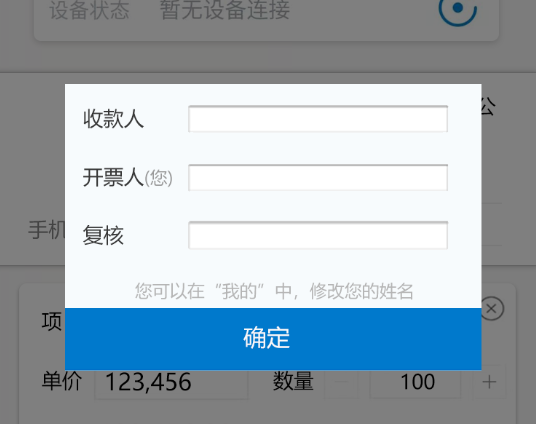 设备状态 暂无设备连接
公
收款人
开票人(您)
手机
复核
您可以在“我的”中，修改您的姓名
项
确定
单价 123,456 数量 － 100 ＋